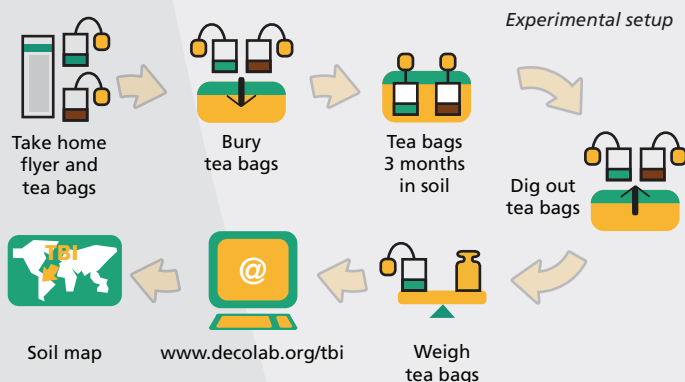 Experimental setup
Take home
flyer and
tea bags
Bury
tea bags
Tea bags
3 months
in soil
Dig out
tea bags
Weigh
tea bags
@
www.decolab.org/tbi
TBI
Soil map